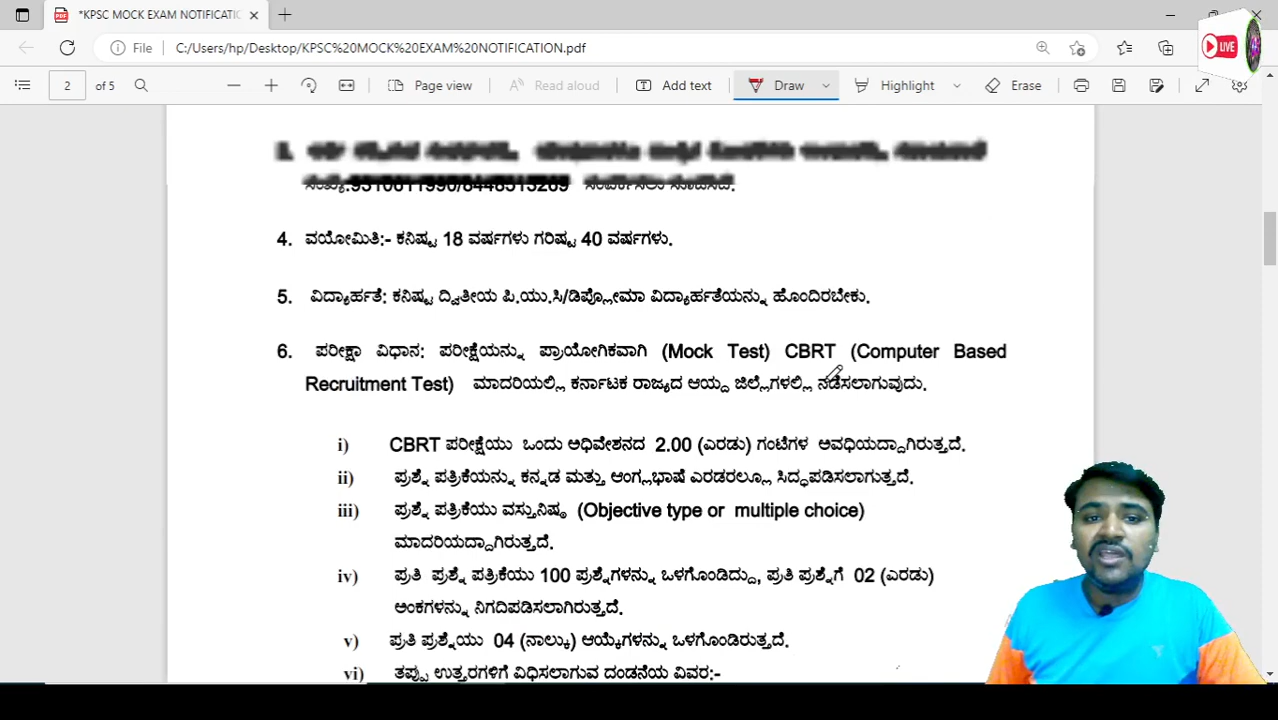 *KPSC MOCK EXAM NOTIFICATIO
LIVE
File C:/Users/hp/Desktop/KPSC%20MOCK%20EXAM%20NOTIFICATION.pdf
2 of 5 Page view Read aloud Add text Draw Highlight Erase
4. ವಯೋಮಿತಿ:- ಕನಿಷ್ಟ 18 ವರ್ಷಗಳು ಗರಿಷ್ಟ 40 ವರ್ಷಗಳು.
5. ವಿದ್ಯಾರ್ಹತೆ: ಕನಿಷ್ಟ ದ್ವಿತೀಯ ಪಿ.ಯು.ಸಿ/ಡಿಪ್ಲೋಮಾ ವಿದ್ಯಾರ್ಹತೆಯನ್ನು ಹೊಂದಿರಬೇಕು.
6. ಪರೀಕ್ಷಾ ವಿಧಾನ: ಪರೀಕ್ಷೆಯನ್ನು ಪ್ರಾಯೋಗಿಕವಾಗಿ (Mock Test) CBRT (Computer Based
Recruitment Test) ಮಾದರಿಯಲ್ಲಿ ಕರ್ನಾಟಕ ರಾಜ್ಯದ ಆಯ್ದ ಜಿಲ್ಲೆಗಳಲ್ಲಿ ನಡೆಸಲಾಗುವುದು.
i) CBRT ಪರೀಕ್ಷೆಯು ಒಂದು ಅಧಿವೇಶನದ 2.00 (ಎರಡು) ಗಂಟೆಗಳ ಅವಧಿಯದ್ದಾಗಿರುತ್ತದೆ.
ii) ಪ್ರಶ್ನೆ ಪತ್ರಿಕೆಯನ್ನು ಕನ್ನಡ ಮತ್ತು ಆಂಗ್ಲಭಾಷೆ ಎರಡರಲ್ಲೂ ಸಿದ್ಧಪಡಿಸಲಾಗುತ್ತದೆ.
iii) ಪ್ರಶ್ನೆ ಪತ್ರಿಕೆಯು ವಸ್ತುನಿಷ್ಠ (Objective type or multiple choice)
ಮಾದರಿಯದ್ದಾಗಿರುತ್ತದೆ.
iv) ಪ್ರತಿ ಪ್ರಶ್ನೆ ಪತ್ರಿಕೆಯು 100 ಪ್ರಶ್ನೆಗಳನ್ನು ಒಳಗೊಂಡಿದ್ದು, ಪ್ರತಿ ಪ್ರಶ್ನೆಗೆ 02 (ಎರಡು)
ಅಂಕಗಳನ್ನು ನಿಗದಿಪಡಿಸಲಾಗಿರುತ್ತದೆ.
v) ಪ್ರತಿ ಪ್ರಶ್ನೆಯು 04 (ನಾಲ್ಕು) ಆಯ್ಕೆಗಳನ್ನು ಒಳಗೊಂಡಿರುತ್ತದೆ.
vi) ತಪ್ಪು ಉತ್ತರಗಳಿಗೆ ವಿಧಿಸಲಾಗುವ ದಂಡನೆಯ ವಿವರ:-